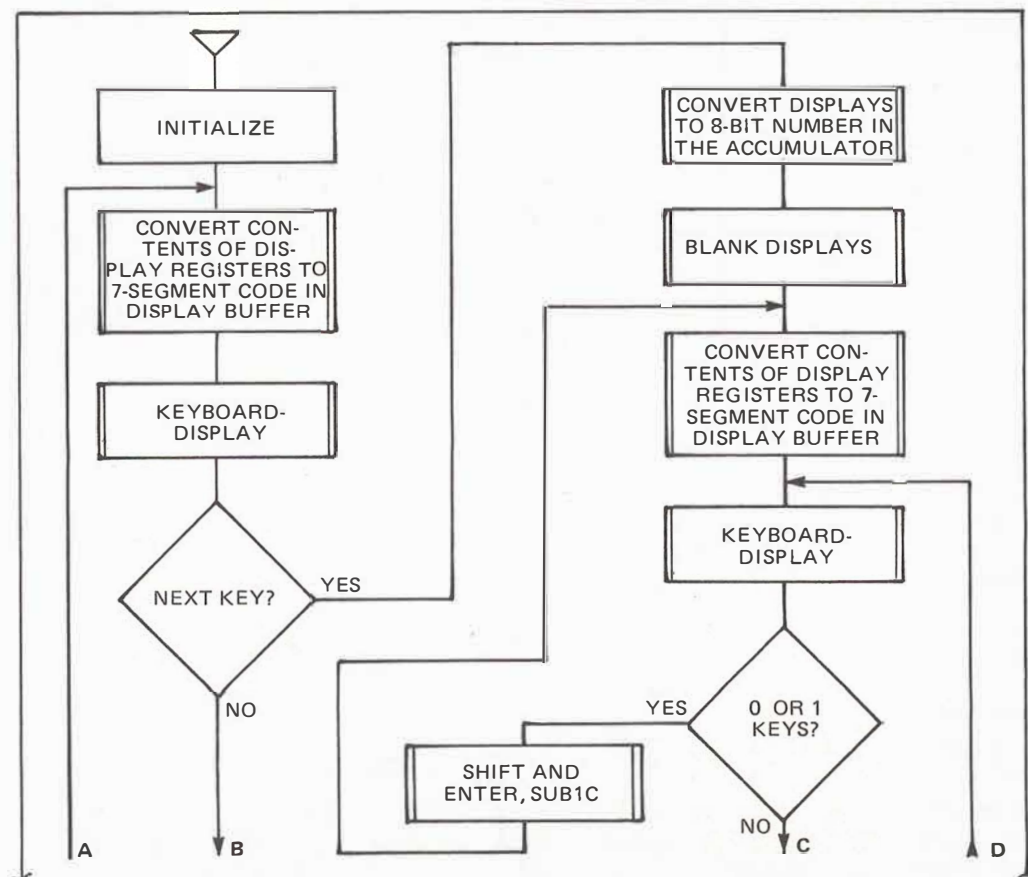 INITIALIZE
CONVERT CON-
TENTS OF DIS-
PLAY REGISTERS TO
7-SEGMENT CODE IN
DISPLAY BUFFER
KEYBOARD-
DISPLAY
NEXT KEY?
YES
NO
A
B
CONVERT DISPLAYS
TO 8-BIT NUMBER IN
THE ACCUMULATOR
BLANK DISPLAYS
CONVERT CON-
TENTS OF DISPLAY
REGISTERS TO 7-
SEGMENT CODE IN
DISPLAY BUFFER
KEYBOARD-
DISPLAY
0 OR 1
KEYS?
YES
SHIFT AND
ENTER, SUB1C
NO
C
D